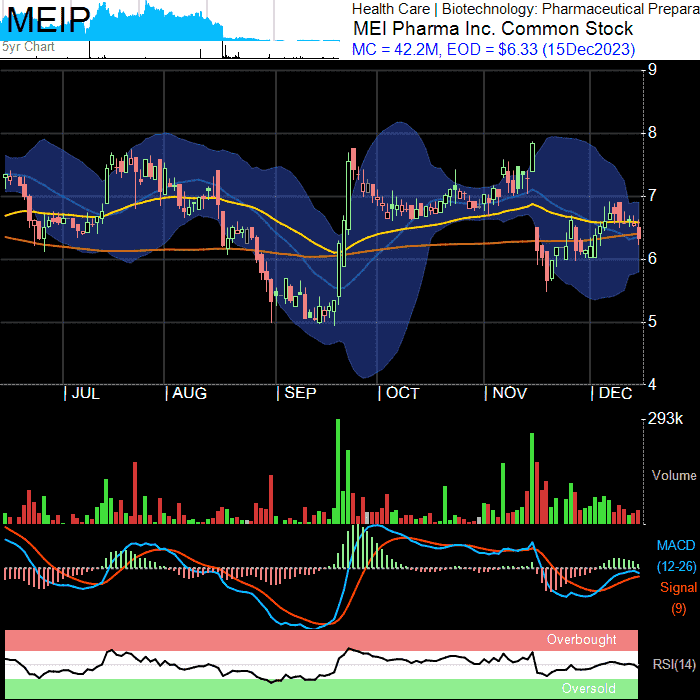 MEIP
5yr Chart
Health Care | Biotechnology: Pharmaceutical Prepara
MEI Pharma Inc. Common Stock
MC = 42.2M, EOD = $6.33 (15Dec2023)
9
8
7
6
5
4
JUL AUG SEP OCT NOV DEC
293k
Volume
MACD
(12-26)
Signal
(9)
Overbought
RSI(14)
Oversold